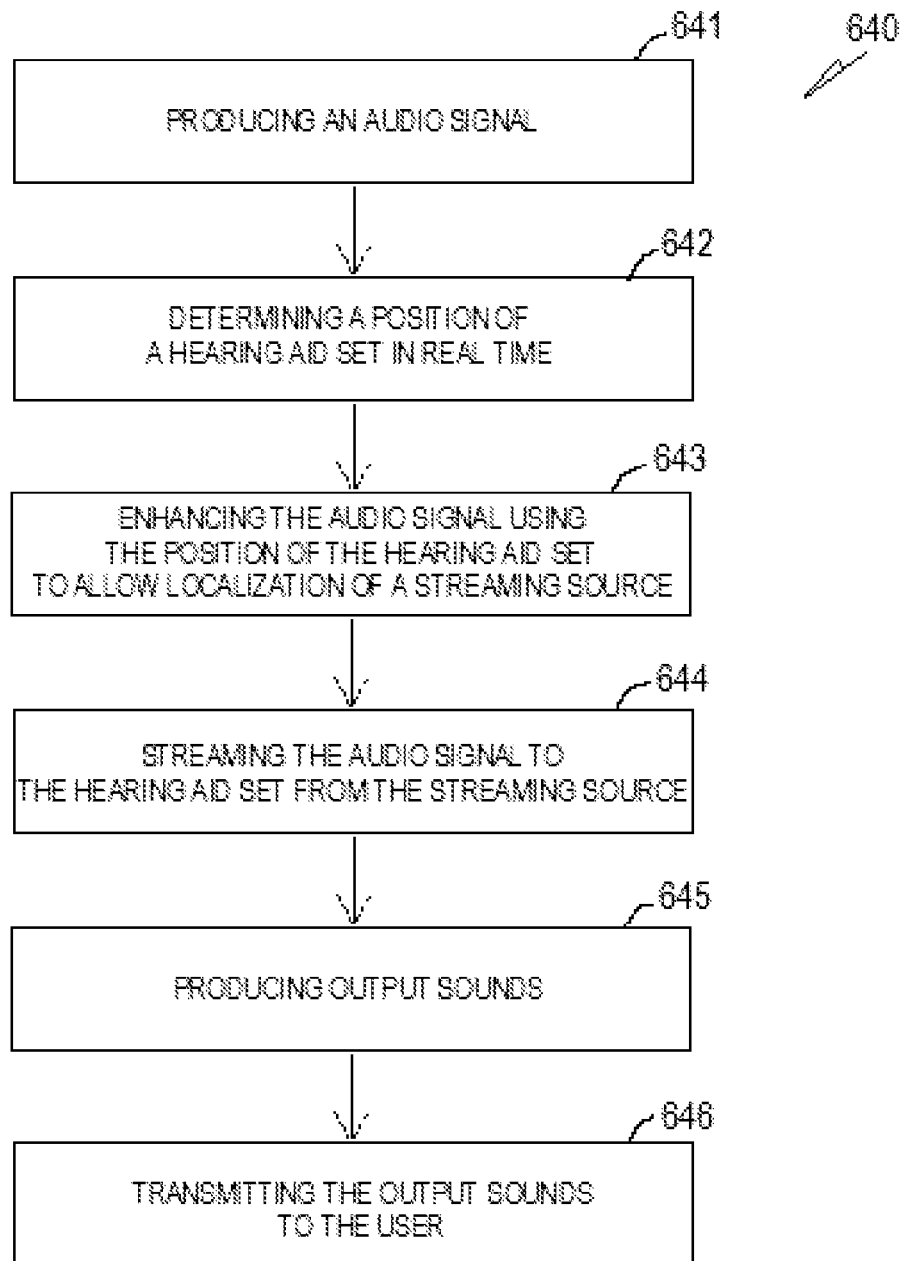 641
640
PRODUCING AN AUDIO SIGNAL
642
DETERMINING A POSITION OF
A HEARING AID SET IN REAL TIME
643
ENHANCING THE AUDIO SIGNAL USING
THE POSITION OF THE HEARING AID SET
TO ALLOW LOCALIZATION OF A STREAMING SOURCE
644
STREAMING THE AUDIO SIGNAL TO
THE HEARING AID SET FROM THE STREAMING SOURCE
645
PRODUCING OUTPUT SOUNDS
646
TRANSMITTING THE OUTPUT SOUNDS
TO THE USER